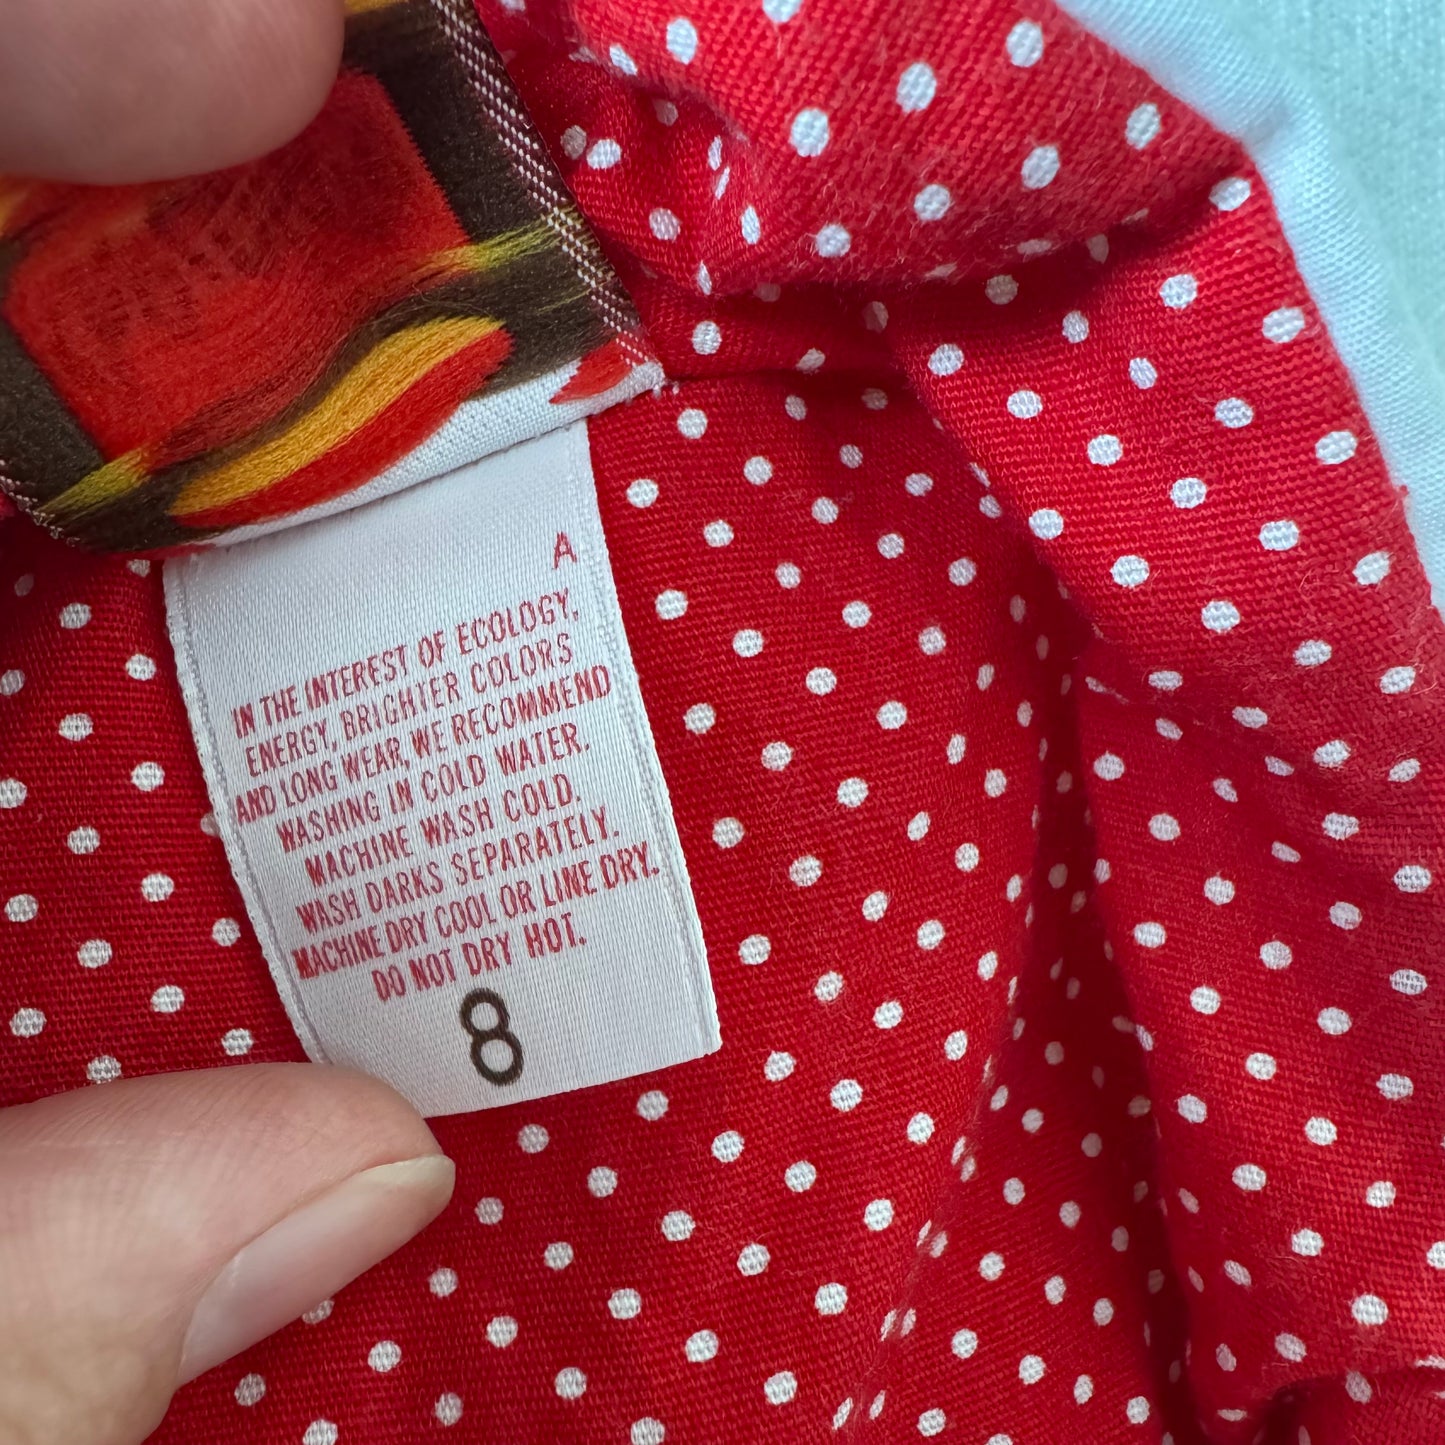 A
IN THE INTEREST OF ECOLOGY,
ENERGY, BRIGHTER COLORS
AND LONG WEAR, WE RECOMMEND
WASHING IN COLD WATER.
MACHINE WASH COLD.
WASH DARKS SEPARATELY.
MACHINE DRY COOL OR LINE DRY.
DO NOT DRY HOT.
8